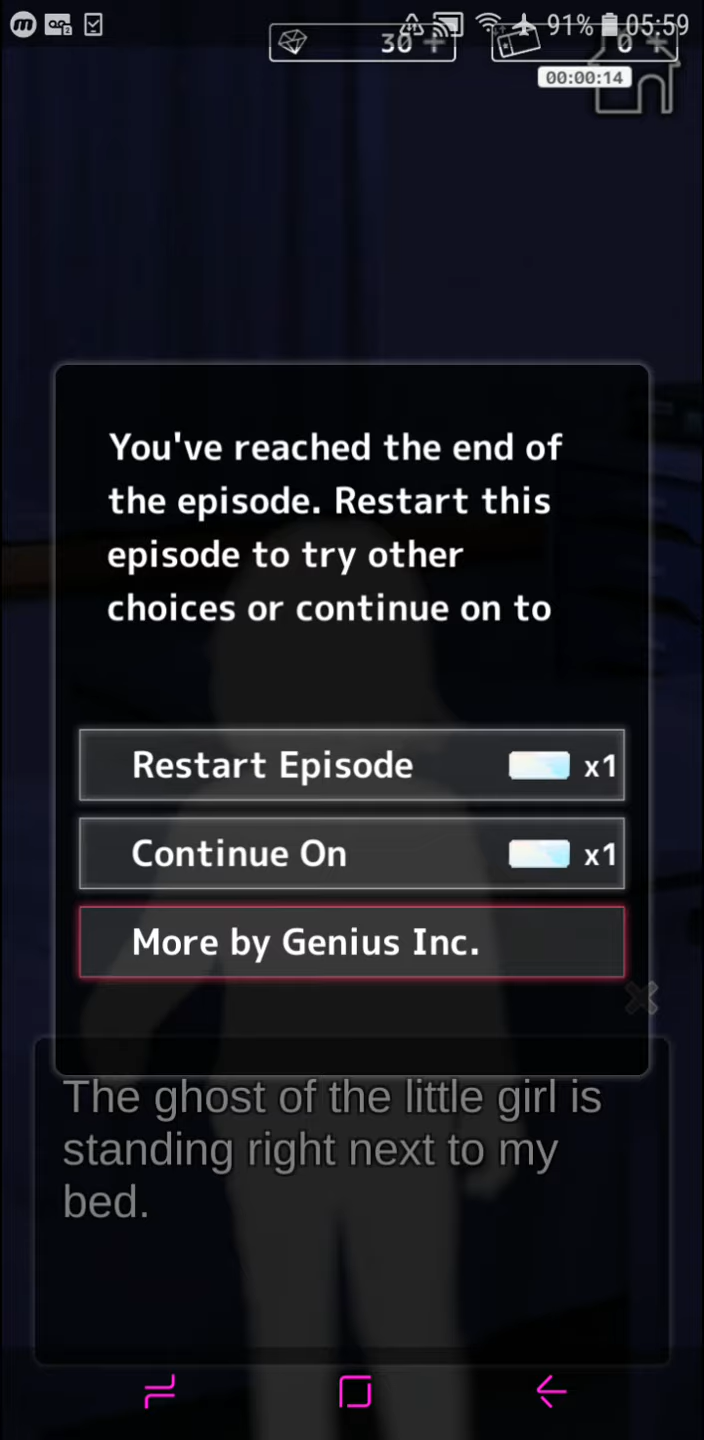 91% 05:59
30 + 0 +
00:00:14
You've reached the end of
the episode. Restart this
episode to try other
choices or continue on to
Restart Episode x1
Continue On x1
More by Genius Inc.
The ghost of the little girl is
standing right next to my
bed.